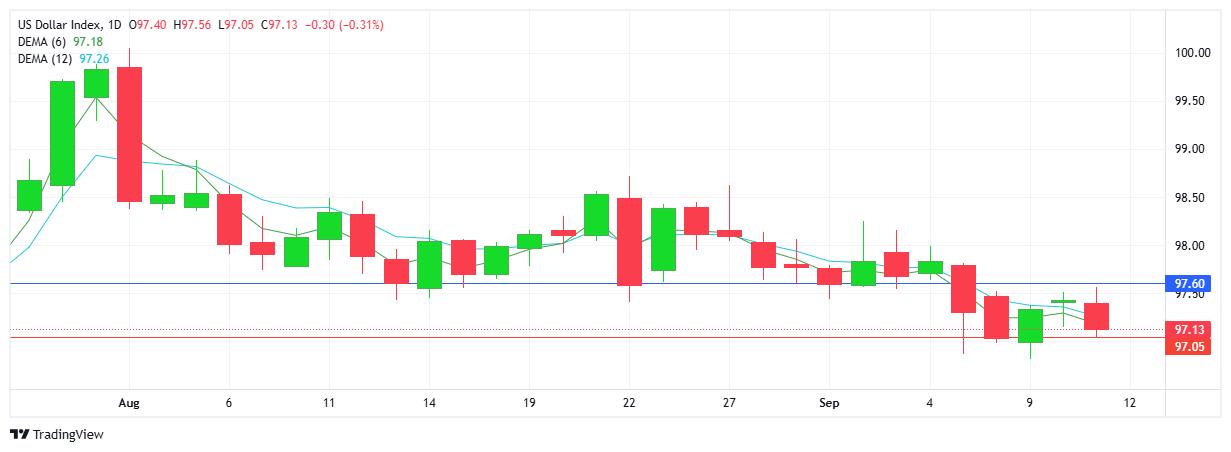 US Dollar Index, 1D O97.40 H97.56 L97.05 C97.13 −0.30 (−0.31%)
DEMA (6) 97.18
DEMA (12) 97.26
100.00
99.50
99.00
98.50
98.00
97.60
97.50
97.13
97.05
Aug 6 11 14 19 22 27 Sep 4 9 12
TradingView